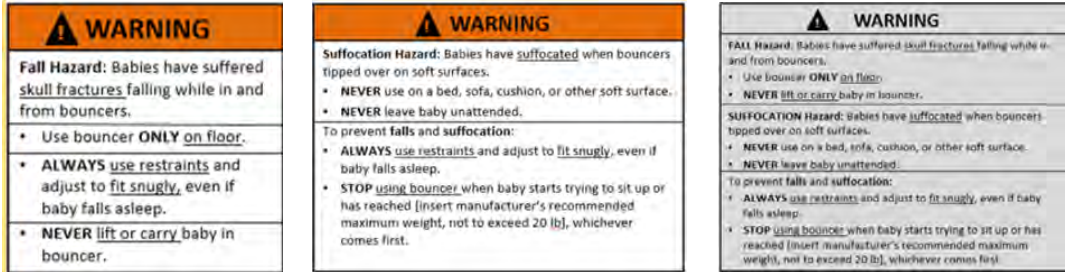 WARNING
Fall Hazard: Babies have suffered
skull fractures falling while in and
from bouncers.
• Use bouncer ONLY on floor.
• ALWAYS use restraints and
adjust to fit snugly, even if
baby falls asleep.
• NEVER lift or carry baby in
bouncer.
WARNING
Suffocation Hazard: Babies have suffocated when bouncers
tipped over on soft surfaces.
• NEVER use on a bed, sofa, cushion, or other soft surface.
• NEVER leave baby unattended.
To prevent falls and suffocation:
• ALWAYS use restraints and adjust to fit snugly, even if
baby falls asleep.
• STOP using bouncer when baby starts trying to sit up or
has reached [insert manufacturer's recommended
maximum weight, not to exceed 20 lb], whichever
comes first.
WARNING
FALL Hazard: Babies have suffered skull fractures falling while in
and from bouncers.
• Use bouncer ONLY on floor.
• NEVER lift or carry baby in bouncer.
SUFFOCATION Hazard: Babies have suffocated when bouncers
tipped over on soft surfaces.
• NEVER use on a bed, sofa, cushion, or other soft surface.
• NEVER leave baby unattended.
To prevent falls and suffocation:
• ALWAYS use restraints and adjust to fit snugly, even if baby
falls asleep.
• STOP using bouncer when baby starts trying to sit up or has
reached [insert manufacturer's recommended maximum
weight, not to exceed 20 lb], whichever comes first.